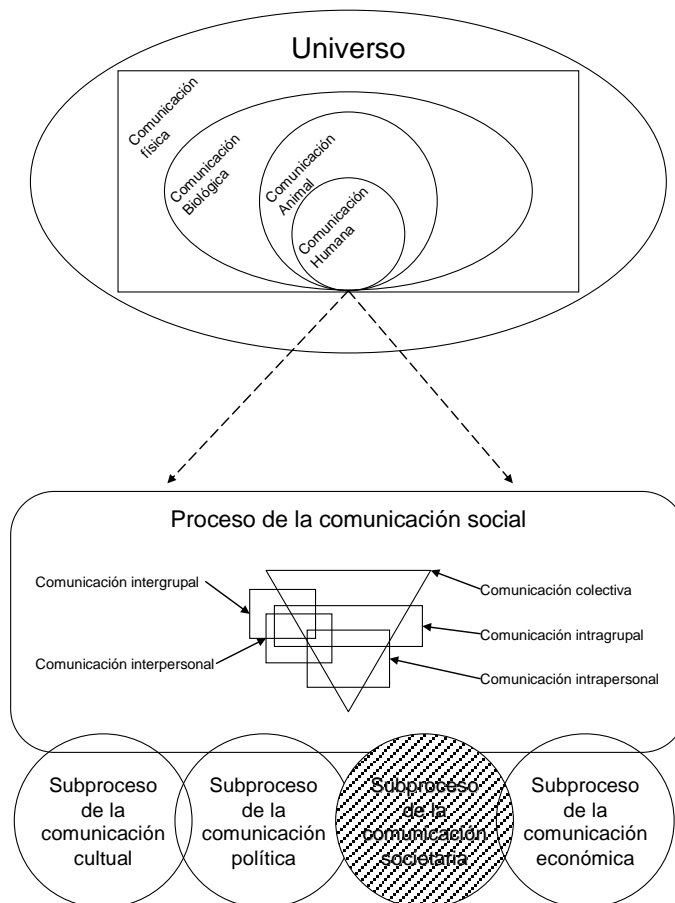 Universo
Comunicación
física
Comunicación
Biológica
Comunicación
Animal
Comunicación
Humana
Proceso de la comunicación social
Comunicación intergrupal
Comunicación interpersonal
Comunicación colectiva
Comunicación intragrupal
Comunicación intrapersonal
Subproceso
de la
comunicación
cultual
Subproceso
de la
comunicación
política
Subproceso
de la
comunicación
societaria
Subproceso
de la
comunicación
económica